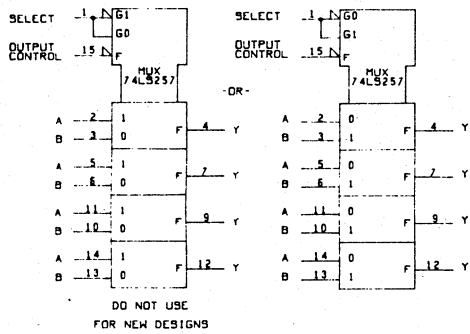 SELECT 1 G1
G0
OUTPUT CONTROL 15 F
MUX
74LS257
A 2 1
B 3 0 F 4 Y
A 5 1
B 6 0 F 7 Y
A 11 1
B 10 0 F 9 Y
A 14 1
B 13 0 F 12 Y
DO NOT USE
FOR NEW DESIGNS
-OR-
SELECT 1 G0
G1
OUTPUT CONTROL 15 F
MUX
74LS257
A 2 0
B 3 1 F 4 Y
A 5 0
B 6 1 F 7 Y
A 11 0
B 10 1 F 9 Y
A 14 0
B 13 1 F 12 Y